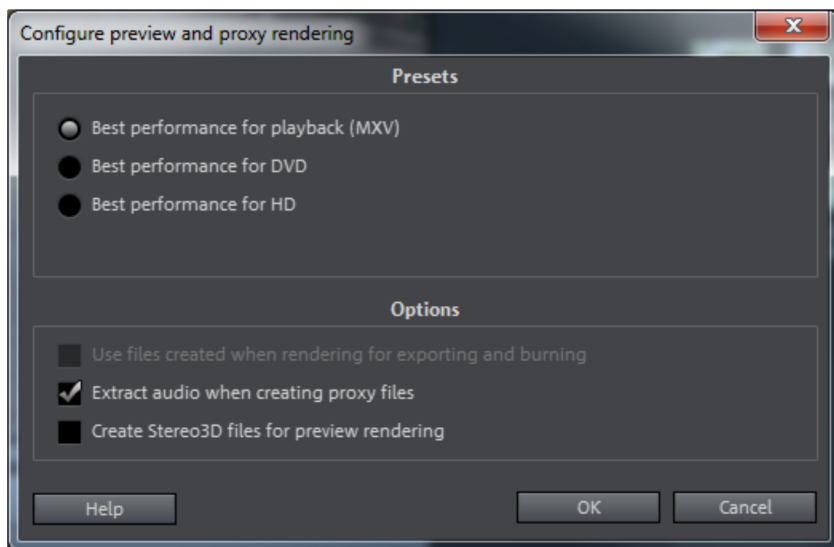 Configure preview and proxy rendering
Presets
Best performance for playback (MXV)
Best performance for DVD
Best performance for HD
Options
Use files created when rendering for exporting and burning
Extract audio when creating proxy files
Create Stereo3D files for preview rendering
Help
OK
Cancel